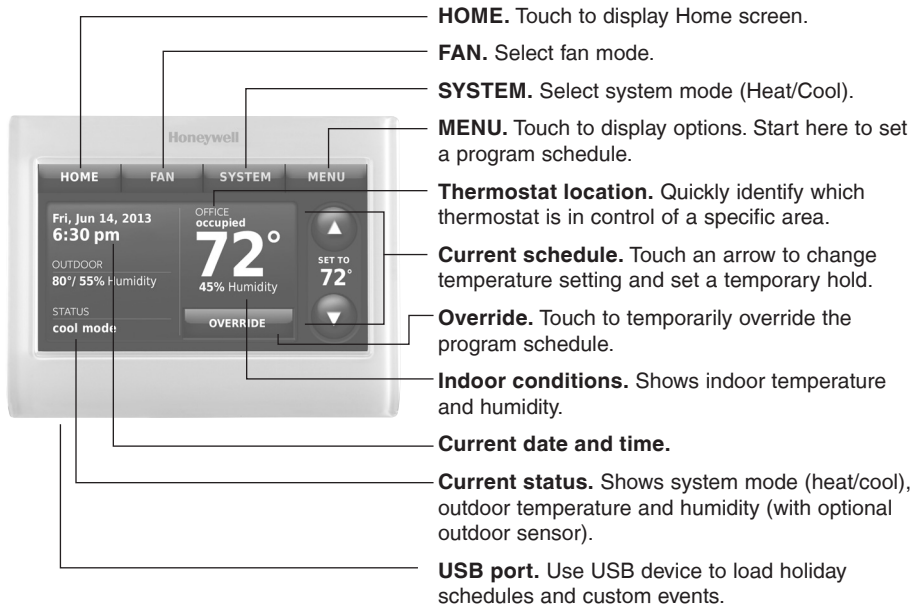 HOME. Touch to display Home screen.
FAN. Select fan mode.
SYSTEM. Select system mode (Heat/Cool).
MENU. Touch to display options. Start here to set
a program schedule.
Thermostat location. Quickly identify which
thermostat is in control of a specific area.
Current schedule. Touch an arrow to change
temperature setting and set a temporary hold.
Override. Touch to temporarily override the
program schedule.
Indoor conditions. Shows indoor temperature
and humidity.
Current date and time.
Current status. Shows system mode (heat/cool),
outdoor temperature and humidity (with optional
outdoor sensor).
USB port. Use USB device to load holiday
schedules and custom events.
Honeywell
HOME FAN SYSTEM MENU
Fri, Jun 14, 2013
6:30 pm
OUTDOOR
80°/ 55% Humidity
STATUS
cool mode
OFFICE
occupied
72°
45% Humidity
OVERRIDE
SET TO
72°